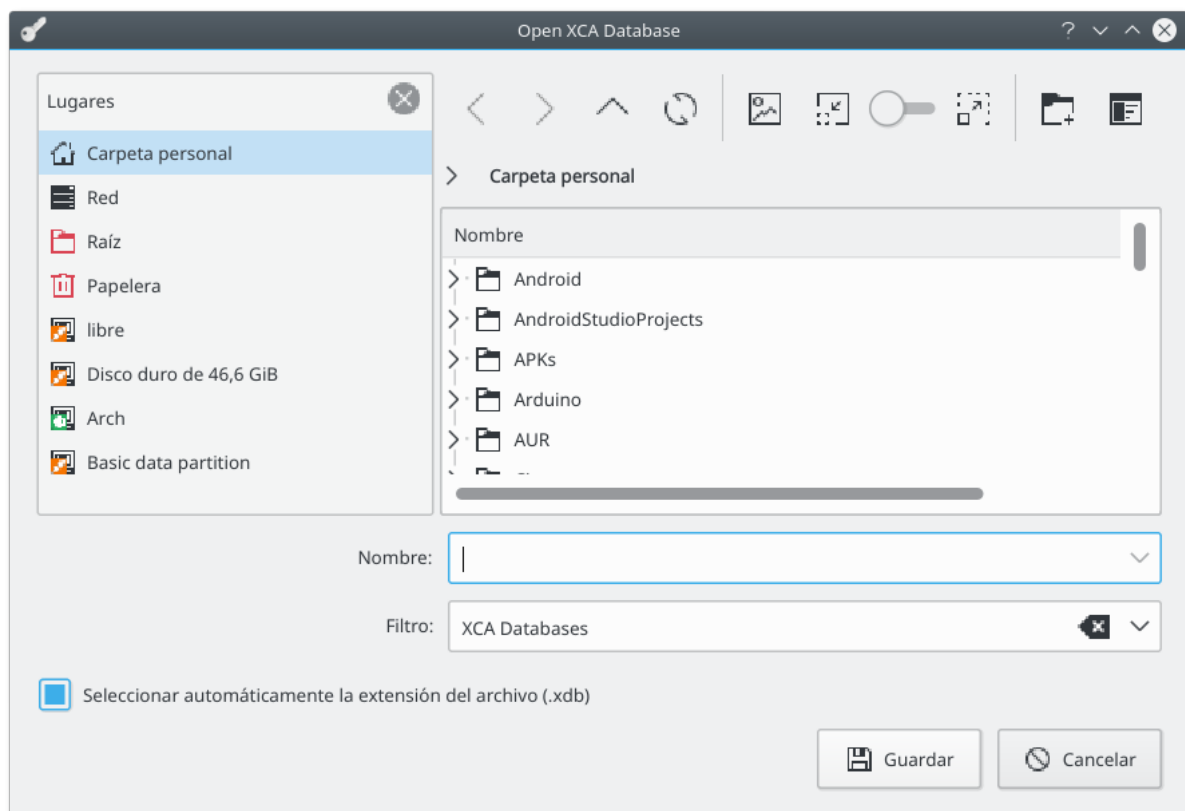 Open XCA Database
Lugares
Carpeta personal
Red
Raíz
Papelera
libre
Disco duro de 46,6 GiB
Arch
Basic data partition
Carpeta personal
Nombre
Android
AndroidStudioProjects
APKs
Arduino
AUR
Nombre:
Filtro:
XCA Databases
Seleccionar automáticamente la extensión del archivo (.xdb)
Guardar
Cancelar